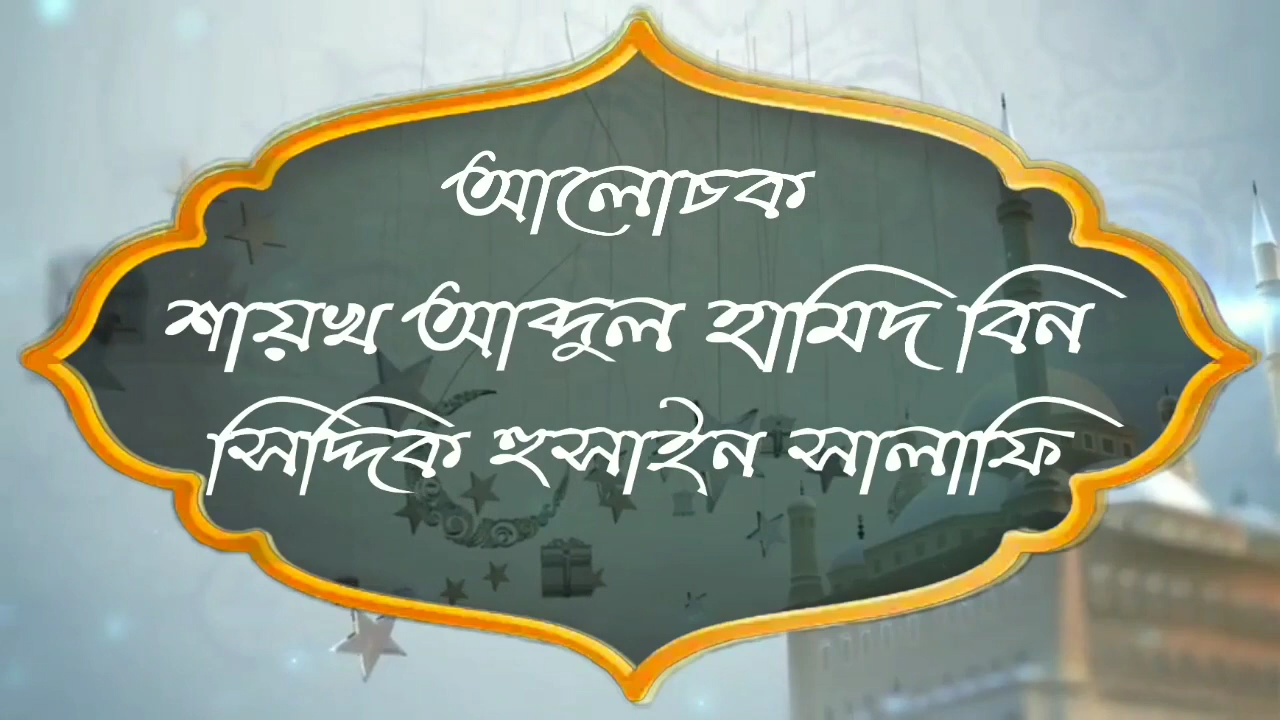 আলোচক
শায়খ আব্দুল হামিদ বিন
সিদ্দিক হুসাইন সালাফি